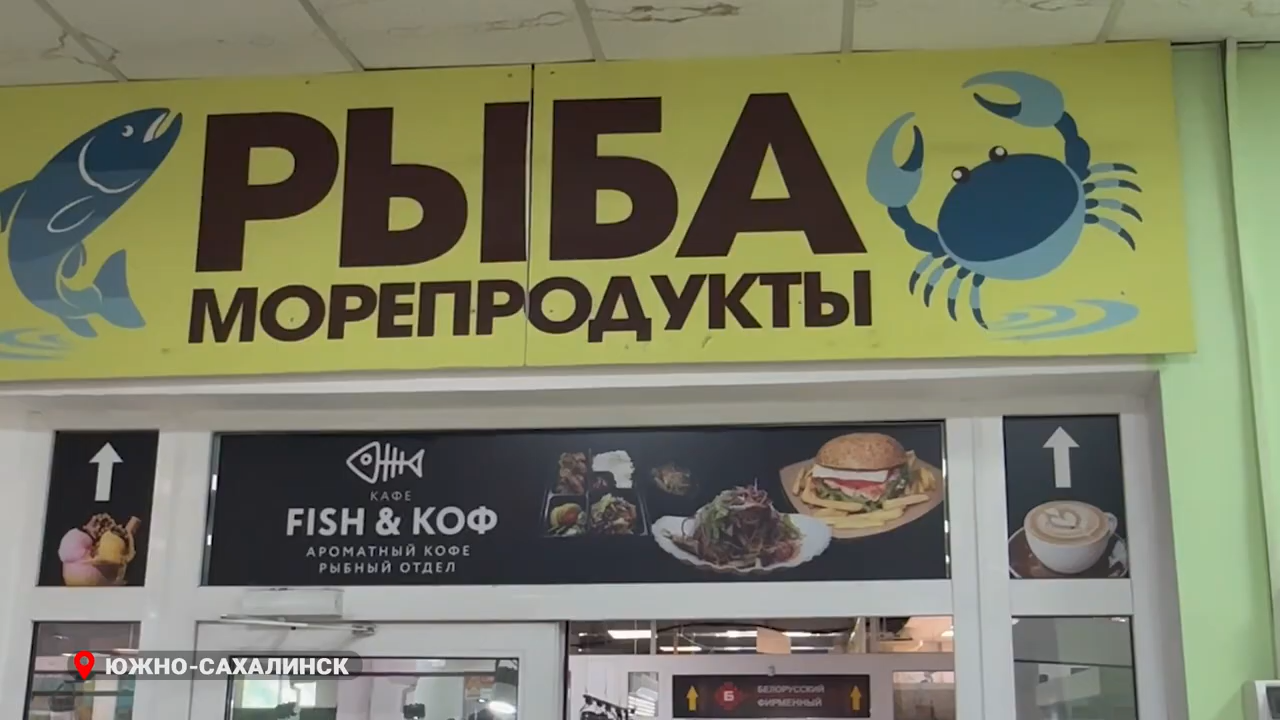 РЫБА
МОРЕПРОДУКТЫ
КАФЕ
FISH & КОФ
АРОМАТНЫЙ КОФЕ
РЫБНЫЙ ОТДЕЛ
Б
БЕЛОРУССКИЙ
ФИРМЕННЫЙ
ЮЖНО-САХАЛИНСК